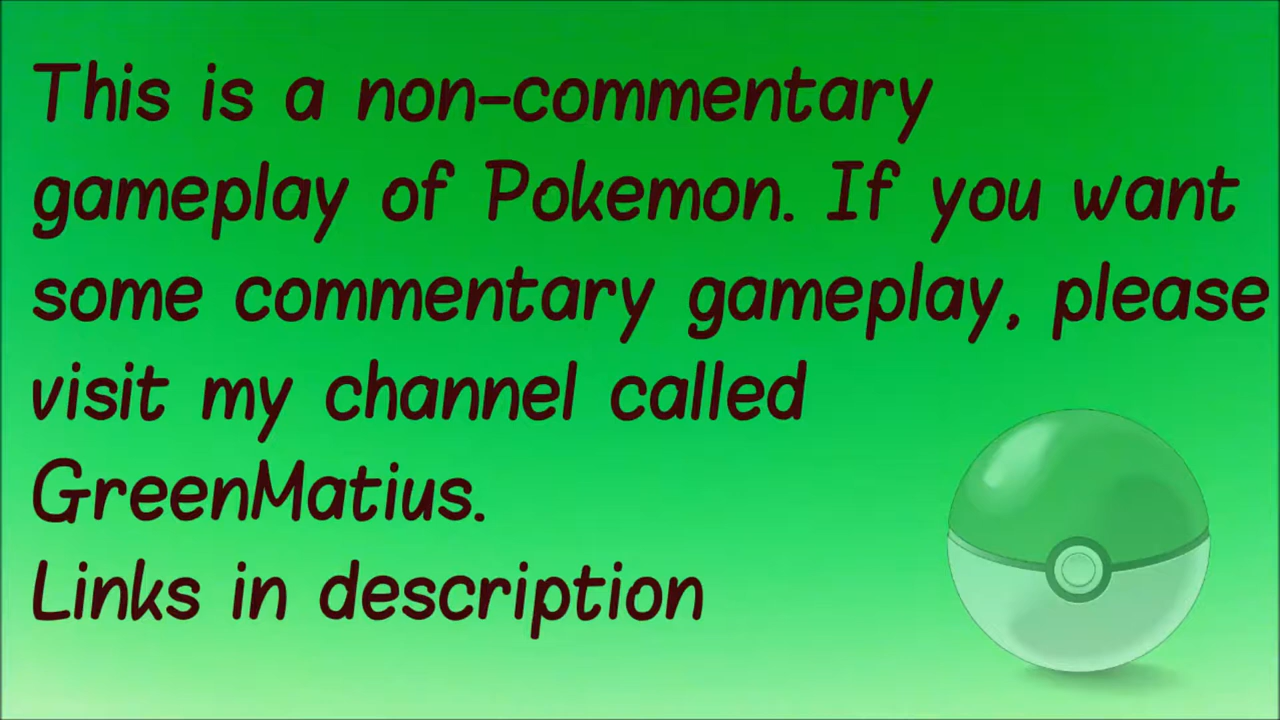 This is a non-commentary
gameplay of Pokemon. If you want
some commentary gameplay, please
visit my channel called
GreenMatius.
Links in description